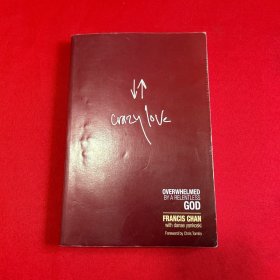 crazy love
OVERWHELMED
BY A RELENTLESS
GOD
FRANCIS CHAN
with danae yankoski
Foreword by Chris Tomlin